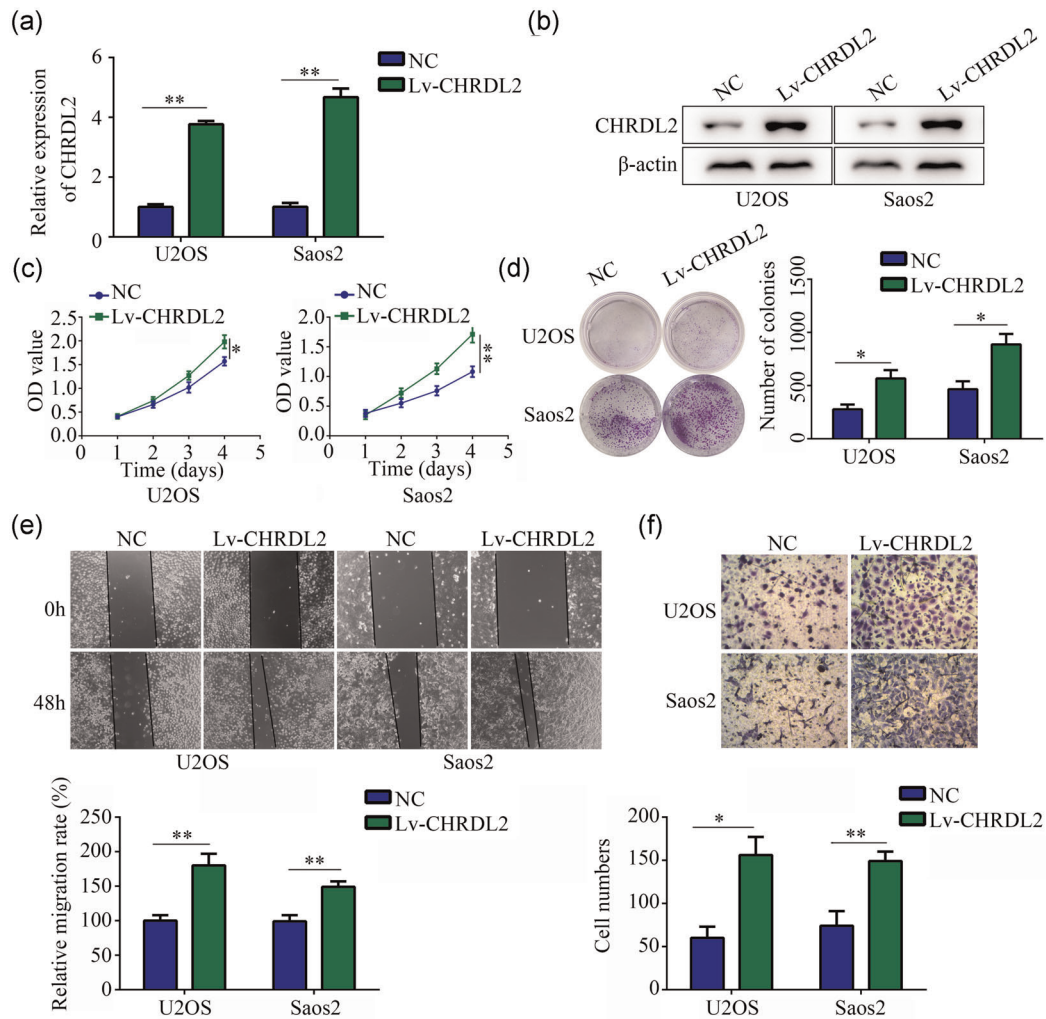 (a)
NC
Lv-CHRDL2
Relative expression
of CHRDL2
6
4
2
0
**
**
U2OS
Saos2
(b)
NC
Lv-CHRDL2
NC
Lv-CHRDL2
CHRDL2
β-actin
U2OS
Saos2
(c)
NC
Lv-CHRDL2
OD value
2.5
2.0
1.5
1.0
0.5
0.0
*
0 1 2 3 4 5
Time (days)
U2OS
NC
Lv-CHRDL2
OD value
2.0
1.5
1.0
0.5
0.0
**
0 1 2 3 4 5
Time (days)
Saos2
(d)
NC
Lv-CHRDL2
U2OS
Saos2
NC
Lv-CHRDL2
Number of colonies
1500
1000
500
0
*
*
U2OS
Saos2
(e)
NC Lv-CHRDL2 NC Lv-CHRDL2
0h
48h
U2OS Saos2
NC
Lv-CHRDL2
Relative migration rate (%)
250
200
150
100
50
0
**
**
U2OS
Saos2
(f)
NC Lv-CHRDL2
U2OS
Saos2
NC
Lv-CHRDL2
Cell numbers
200
150
100
50
0
*
**
U2OS
Saos2